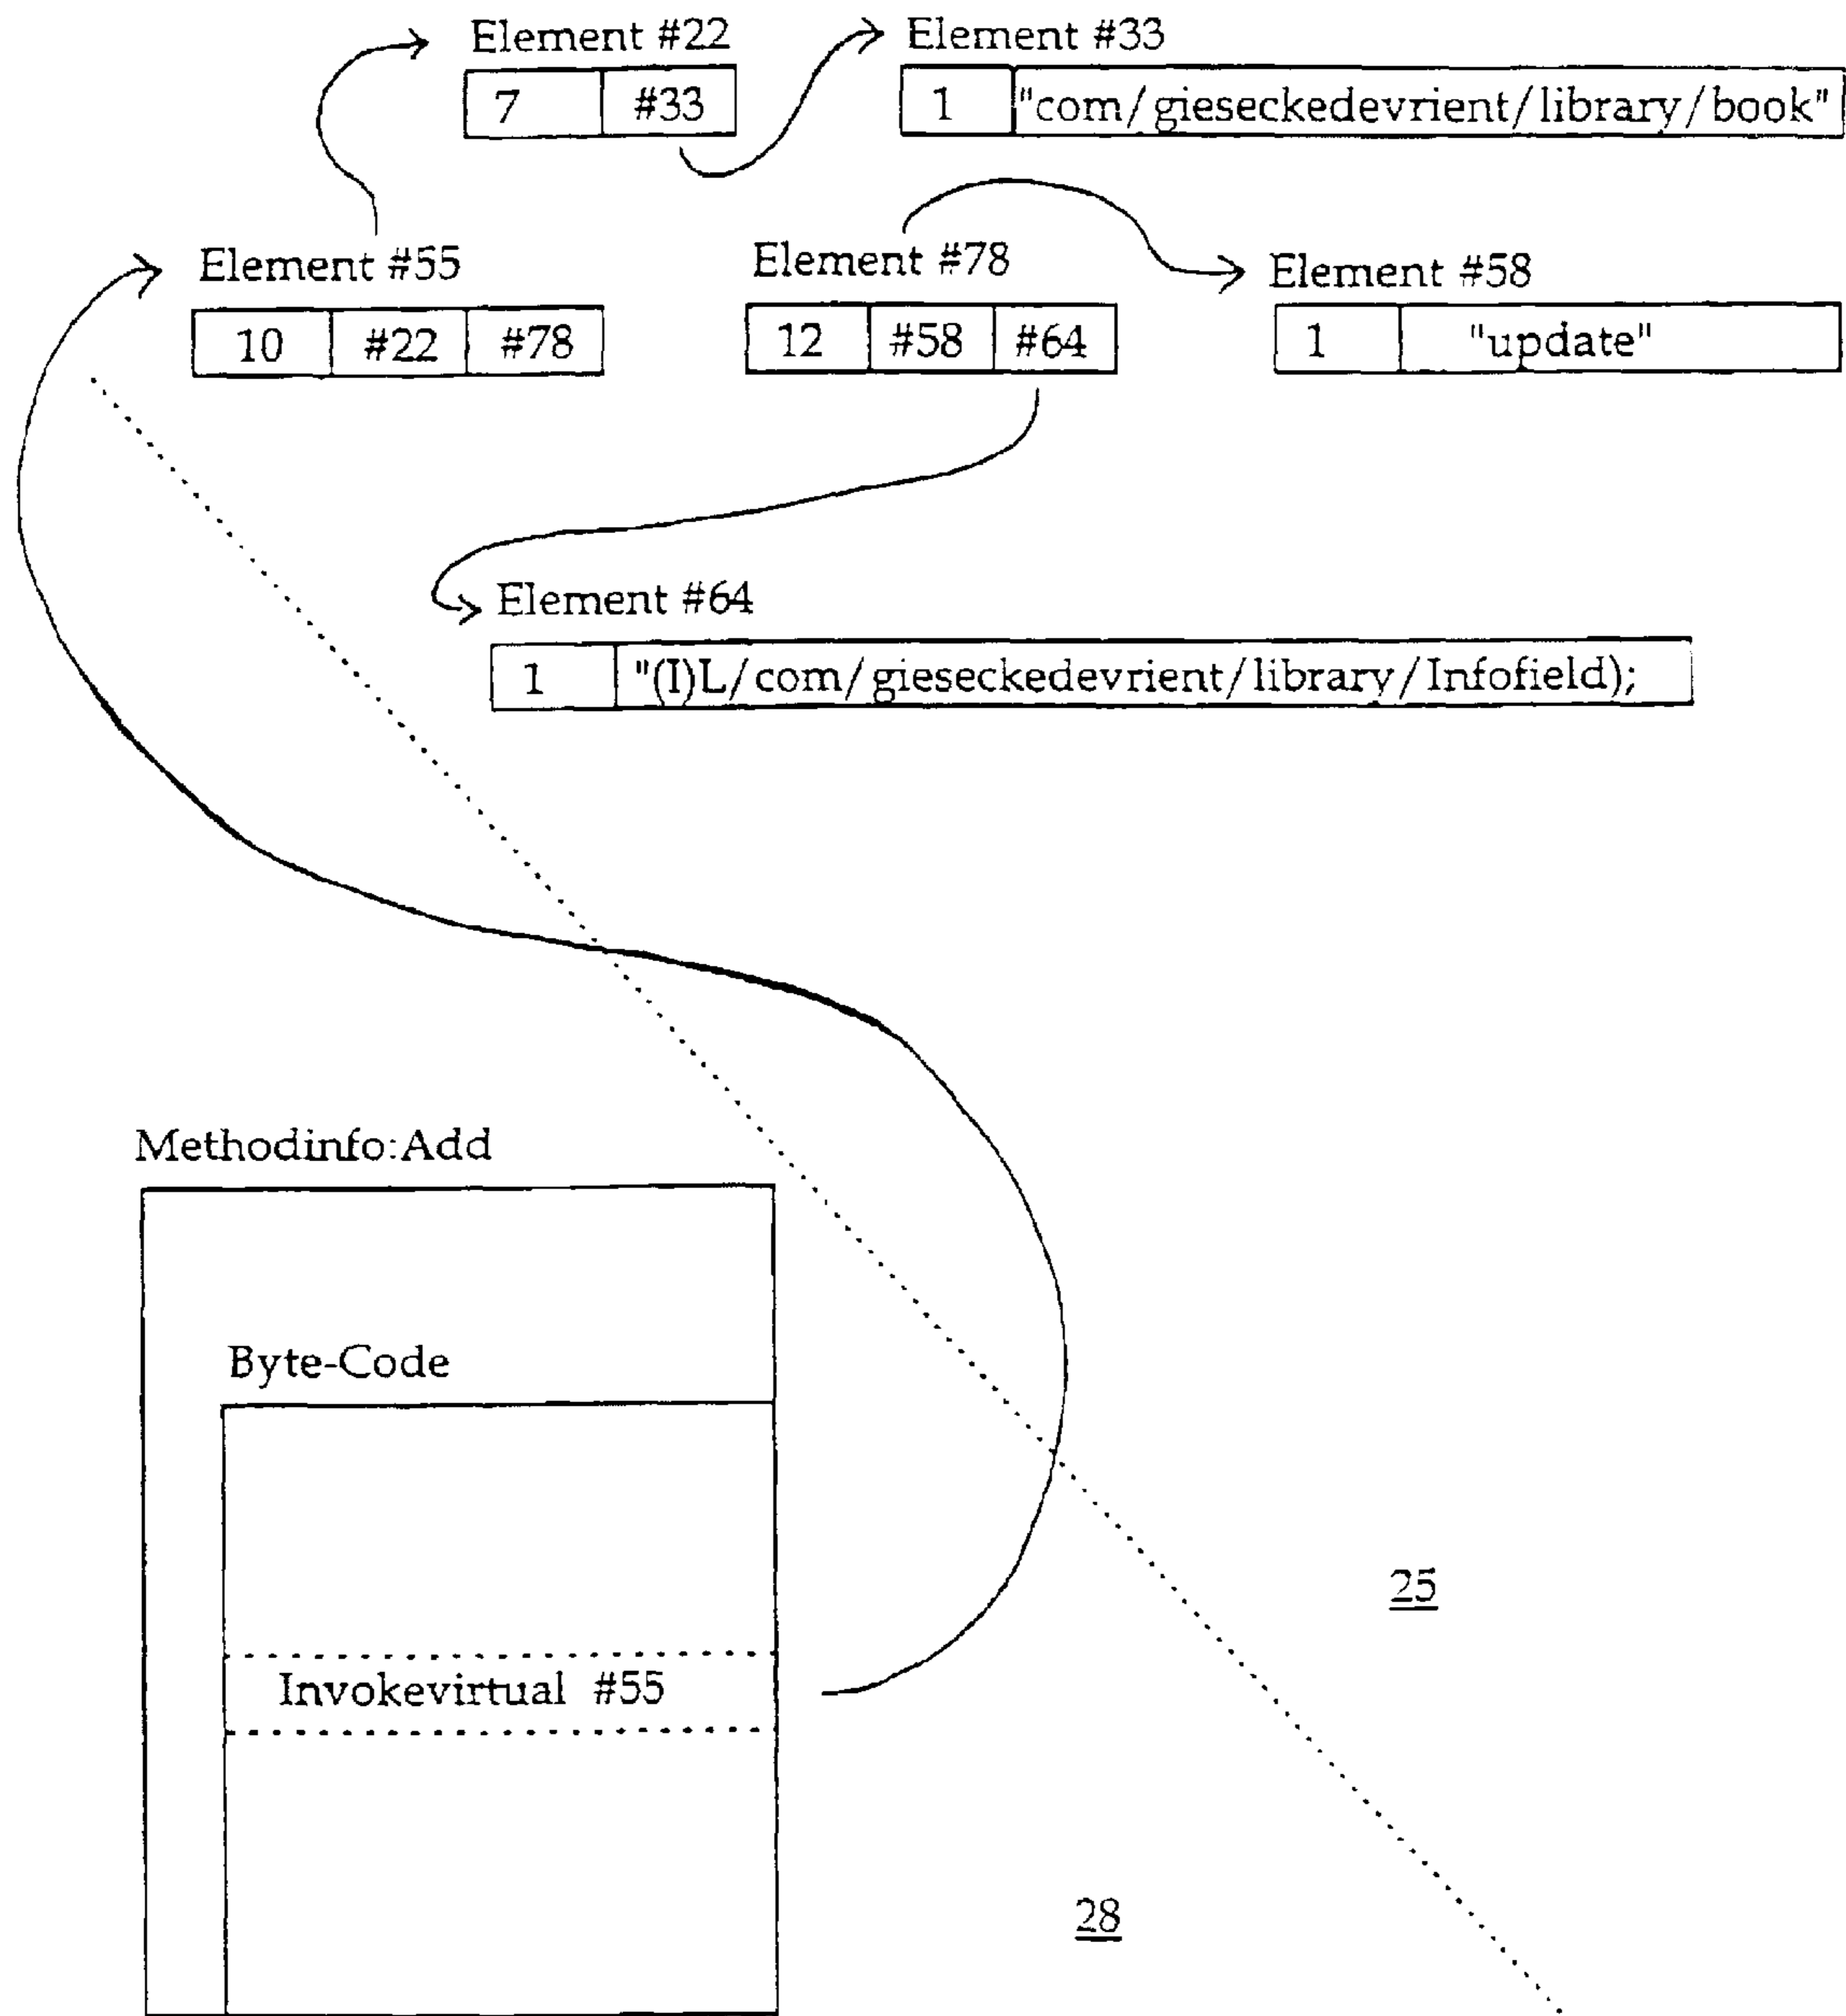 Element #22
7 #33
Element #33
1 "com/gieseckedevrient/library/book"
Element #55
10 #22 #78
Element #78
12 #58 #64
Element #58
1 "update"
Element #64
1 "(I)L/com/gieseckedevrient/library/Infofield);
Methodinfo:Add
Byte-Code
Invokevirtual #55
25
28